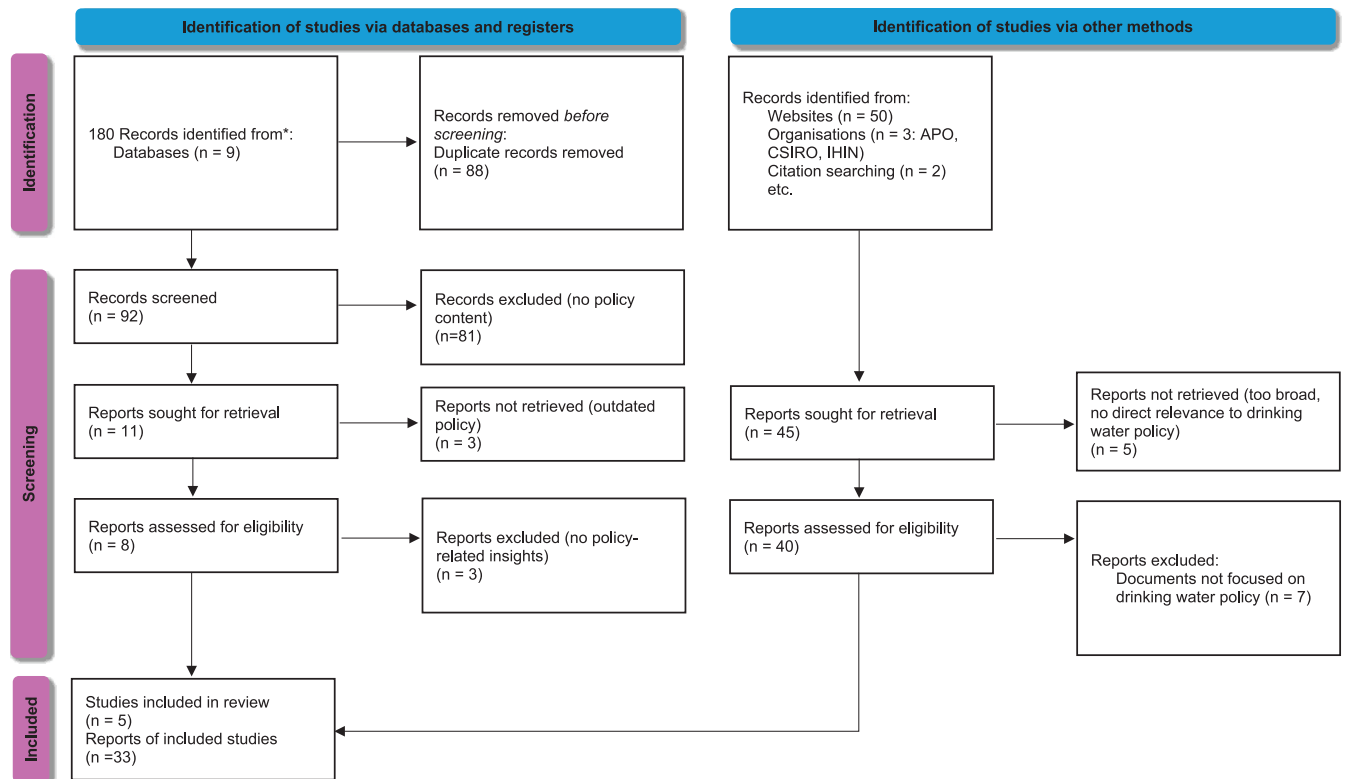 Identification of studies via databases and registers
Identification of studies via other methods
Identification
180 Records identified from*:
Databases (n = 9)
Records removed before
screening:
Duplicate records removed
(n = 88)
Records identified from:
Websites (n = 50)
Organisations (n = 3: APO,
CSIRO, IHIN)
Citation searching (n = 2)
etc.
Screening
Records screened
(n = 92)
Records excluded (no policy
content)
(n=81)
Reports sought for retrieval
(n = 11)
Reports not retrieved (outdated
policy)
(n = 3)
Reports sought for retrieval
(n = 45)
Reports not retrieved (too broad,
no direct relevance to drinking
water policy)
(n = 5)
Reports assessed for eligibility
(n = 8)
Reports excluded (no policy-
related insights)
(n = 3)
Reports assessed for eligibility
(n = 40)
Reports excluded:
Documents not focused on
drinking water policy (n = 7)
Included
Studies included in review
(n = 5)
Reports of included studies
(n =33)